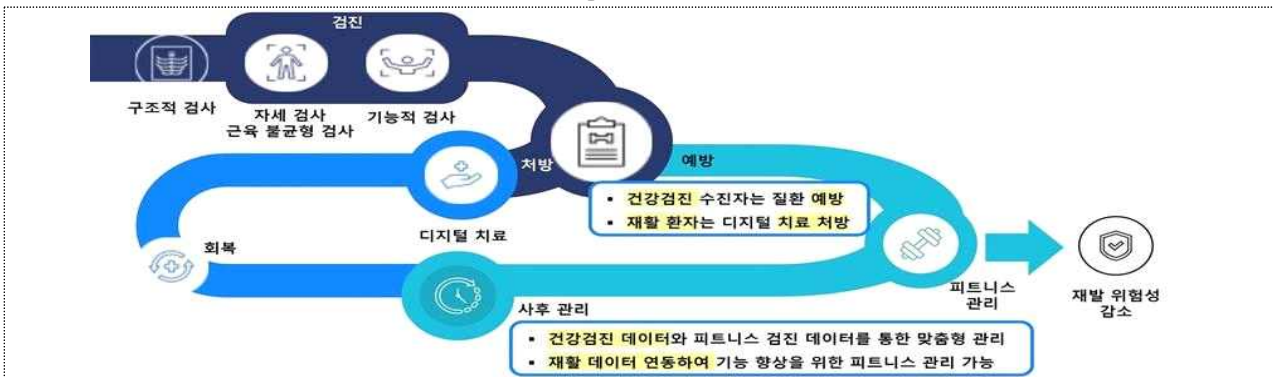 검진
구조적 검사
자세 검사
근육 불균형 검사
기능적 검사
처방
예방
• 건강검진 수진자는 질환 예방
• 재활 환자는 디지털 치료 처방
디지털 치료
회복
피트니스
관리
재발 위험성
감소
사후 관리
• 건강검진 데이터와 피트니스 검진 데이터를 통한 맞춤형 관리
• 재활 데이터 연동하여 기능 향상을 위한 피트니스 관리 가능